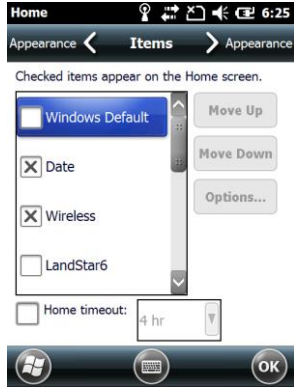 Home 6:25
Appearance Items Appearance
Checked items appear on the Home screen.
Windows Default
Move Up
Date
Move Down
Wireless
Options...
LandStar6
Home timeout: 4 hr
OK